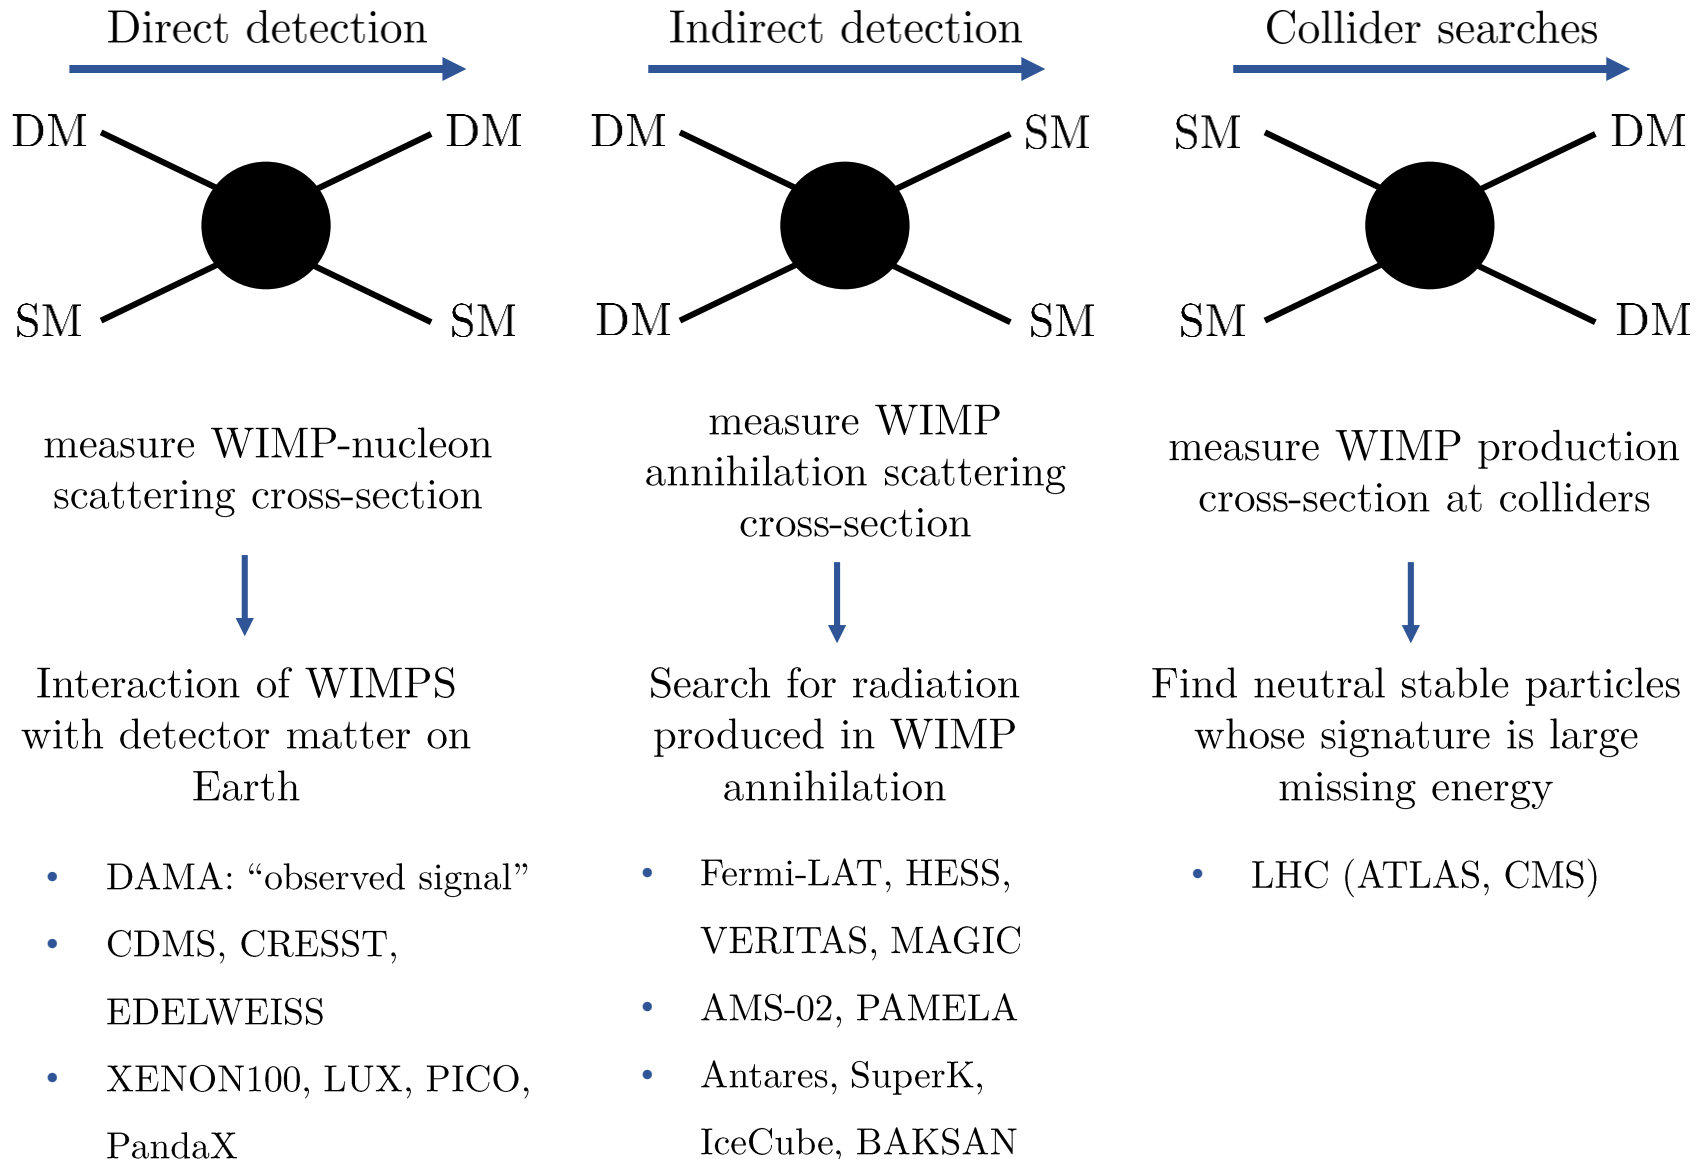 Direct detection
DM
DM
SM
SM
measure WIMP-nucleon
scattering cross-section
Interaction of WIMPS
with detector matter on
Earth
• DAMA: “observed signal”
• CDMS, CRESST,
EDELWEISS
• XENON100, LUX, PICO,
PandaX
Indirect detection
DM
SM
DM
SM
measure WIMP
annihilation scattering
cross-section
Search for radiation
produced in WIMP
annihilation
• Fermi-LAT, HESS,
VERITAS, MAGIC
• AMS-02, PAMELA
• Antares, SuperK,
IceCube, BAKSAN
Collider searches
SM
DM
SM
DM
measure WIMP production
cross-section at colliders
Find neutral stable particles
whose signature is large
missing energy
• LHC (ATLAS, CMS)